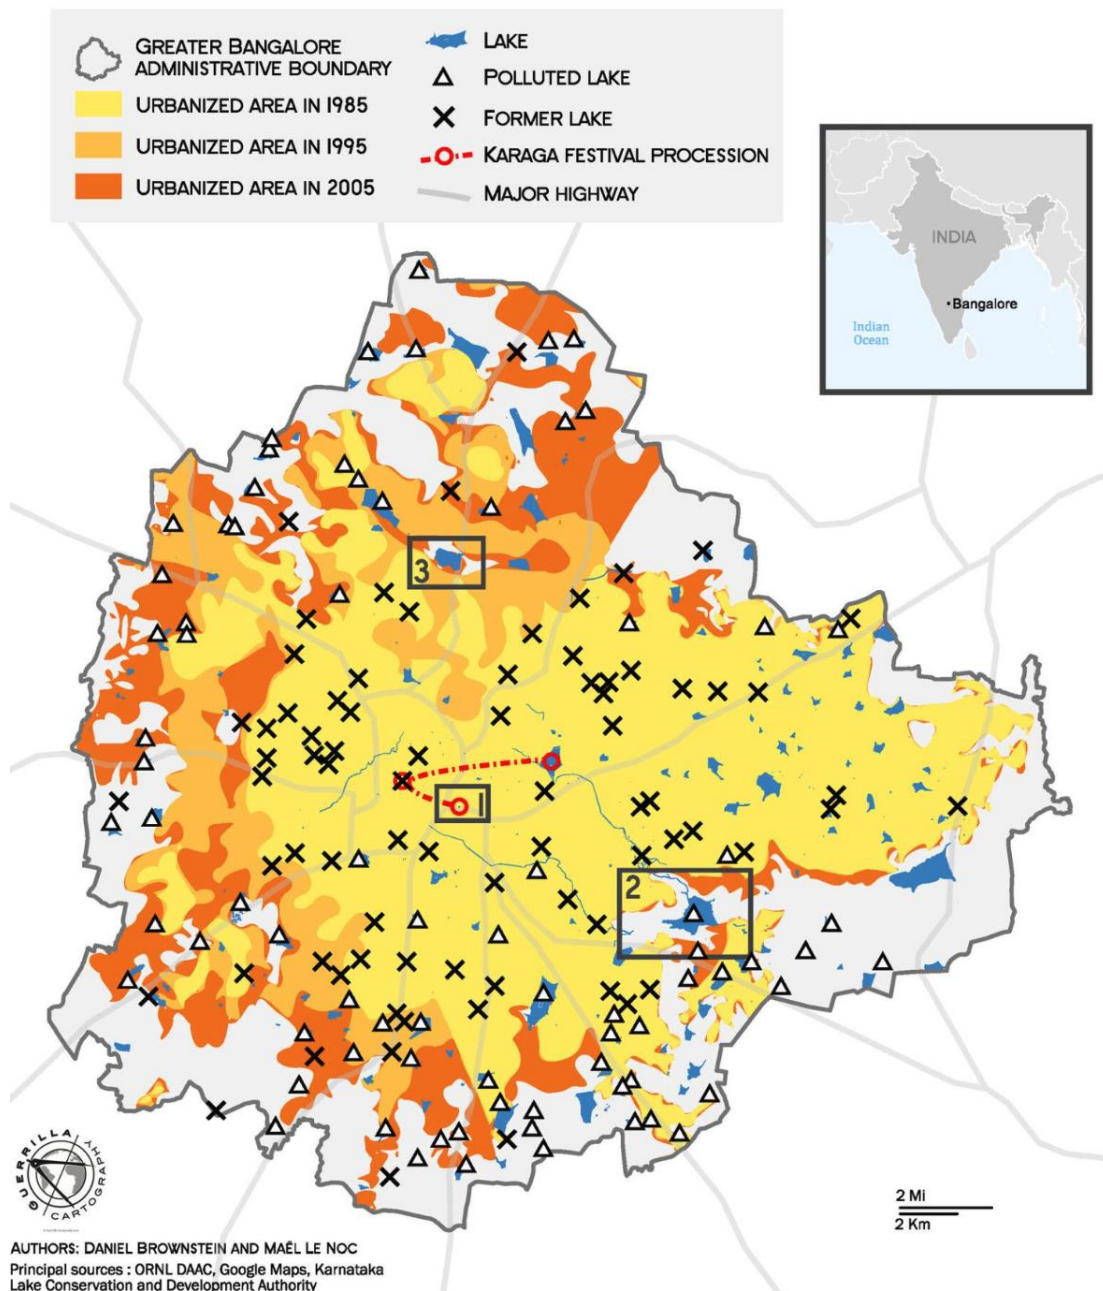 GREATER BANGALORE
ADMINISTRATIVE BOUNDARY
URBANIZED AREA IN 1985
URBANIZED AREA IN 1995
URBANIZED AREA IN 2005
LAKE
POLLUTED LAKE
FORMER LAKE
KARAGA FESTIVAL PROCESSION
MAJOR HIGHWAY
INDIA
Bangalore
Indian
Ocean
3
1
2
GUERRILLA
CARTOGRAPHY
2 Mi
2 Km
AUTHORS: DANIEL BROWNSTEIN AND MAËL LE NOC
Principal sources : ORNL DAAC, Google Maps, Karnataka
Lake Conservation and Development Authority